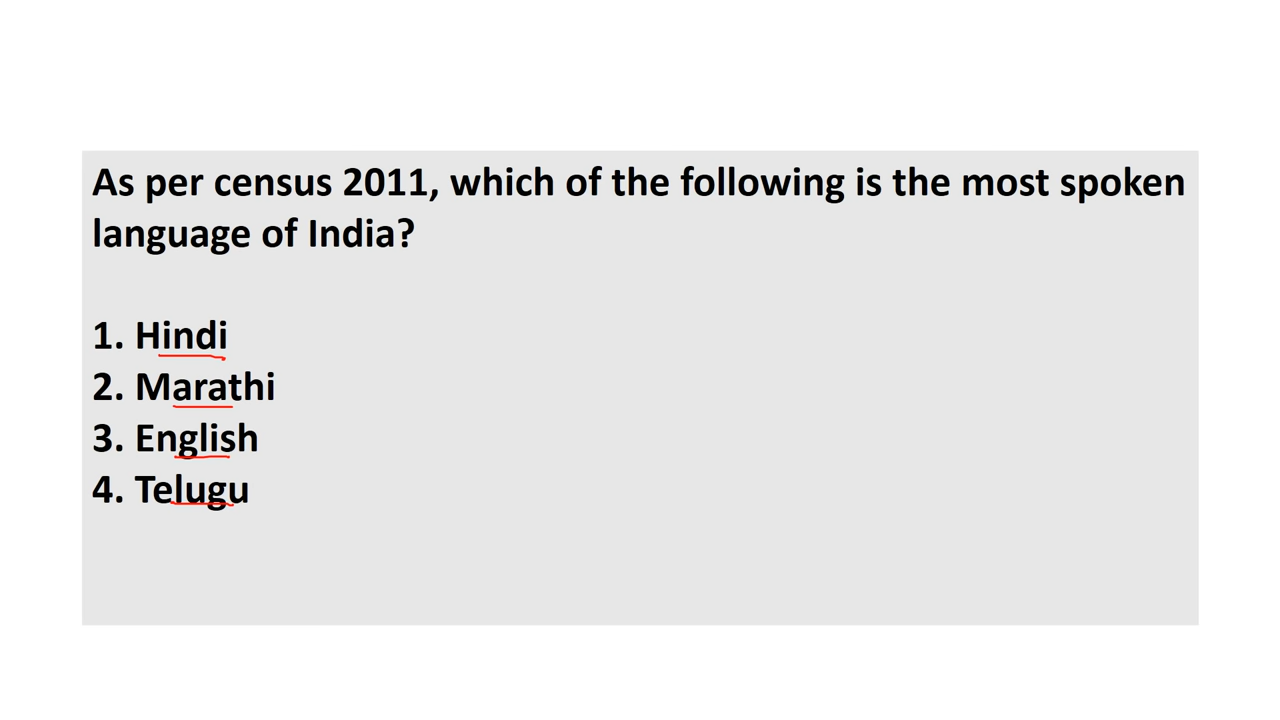 As per census 2011, which of the following is the most spoken
language of India?
1. Hindi
2. Marathi
3. English
4. Telugu